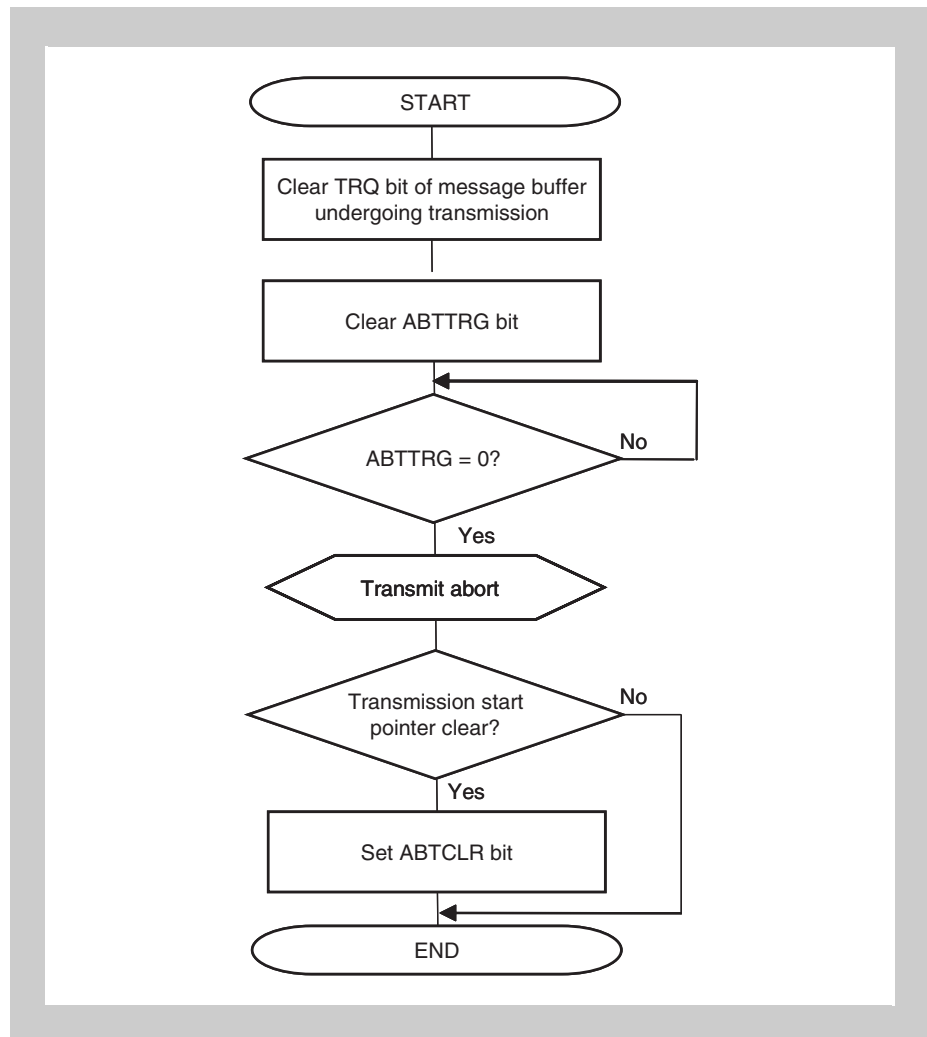 START
Clear TRQ bit of message buffer
undergoing transmission
Clear ABTTRG bit
ABTTRG = 0?
No
Yes
Transmit abort
Transmission start
pointer clear?
No
Yes
Set ABTCLR bit
END